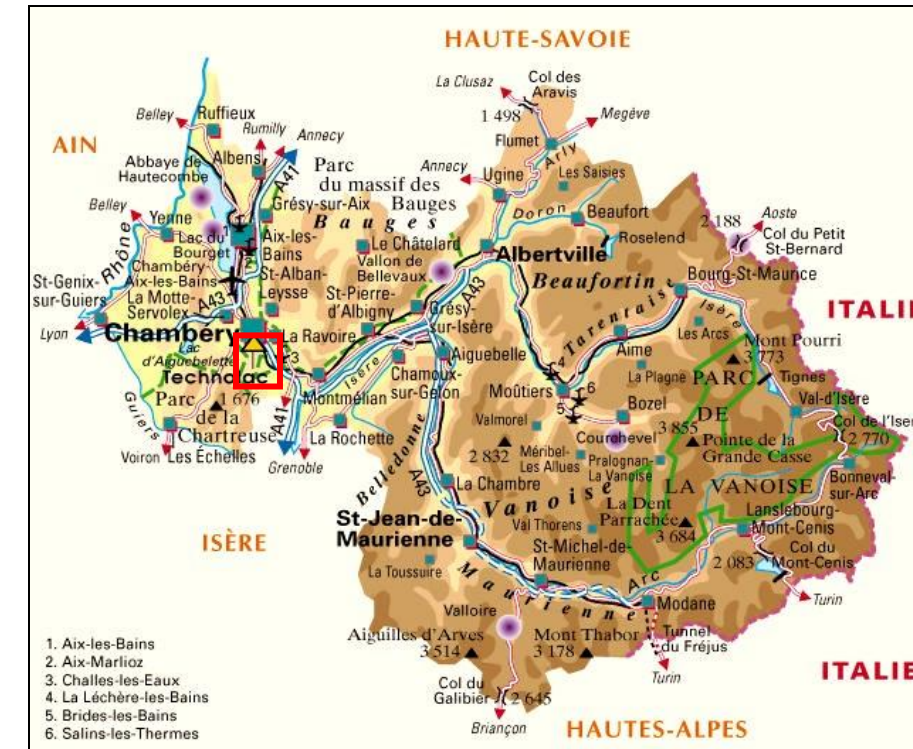 HAUTE-SAVOIE
La Clusaz
Col des
Aravis
Belley
Ruffieux
Rumilly
Annecy
1 498
Megève
AIN
Abbaye de
Hautecombe
Albens
A41
Parc
du massif des
Bauges
Flumet
Arly
Annecy
Ugine
Les Saisies
Belley
Yenne
Grésy-sur-Aix
Bauges
Doron
Beaufort
2 188
Aoste
Rhône
Lac du
Bourget
1
2
Aix-les-
Bains
Le Châtelard
Vallon de
Bellevaux
Albertville
Roselend
Col du Petit
St-Bernard
St-Genix-
sur-Guiers
Chambéry-
Aix-les-Bains
St-Alban-
Leysse
Beaufortin
Bourg-St-Maurice
La Motte-
Servolex
A43
St-Pierre-
d'Albigny
Grésy-
sur-Isère
A43
Tarentaise
Isère
ITALIE
Lyon
Chambéry
La Ravoire
Les Arcs
Mont Pourri
3 773
Lac
d'Aiguebelette
3
Isère
Aiguebelle
Aime
Technolac
Chamoux-
sur-Gelon
4
La Plagne
PARC
Tignes
Guiers
Parc
de la
Chartreuse
1 676
A41
Montmélian
Moûtiers
6
5
Bozel
DE
Val-d'Isère
Voiron
Les Échelles
La Rochette
Valmorel
Courchevel
3 855
Pointe de la
Grande Casse
Col de l'Iser
2 770
Grenoble
Belledonne
2 832
Méribel-
Les Allues
Pralognan-
La Vanoise
A43
La Chambre
Vanoise
LA VANOISE
Bonneval-
sur-Arc
ISÈRE
St-Jean-de-
Maurienne
Val Thorens
La Dent
Parrachée
3 684
Lanslebourg-
Mont-Cenis
La Toussuire
St-Michel-de-
Maurienne
Arc
2 083
Col du
Mont-Cenis
Maurienne
Turin
Valloire
Modane
Aiguilles d'Arves
3 514
Mont Thabor
3 178
Tunnel
du Fréjus
Turin
ITALIE
Col du
Galibier
2 645
Briançon
HAUTES-ALPES
1. Aix-les-Bains
2. Aix-Marlioz
3. Challes-les-Eaux
4. La Léchère-les-Bains
5. Brides-les-Bains
6. Salins-les-Thermes